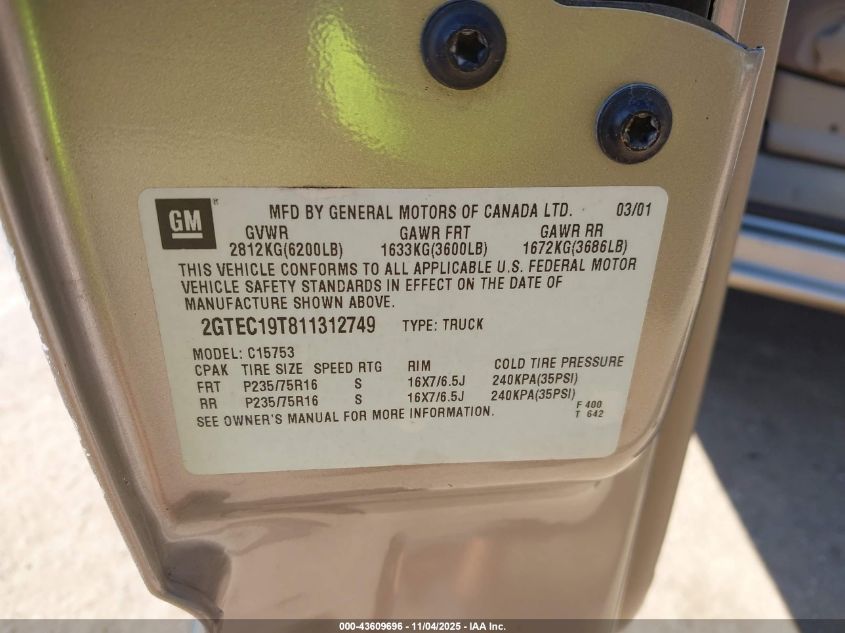 GM
MFD BY GENERAL MOTORS OF CANADA LTD. 03/01
GVWR GAWR FRT GAWR RR
2812KG(6200LB) 1633KG(3600LB) 1672KG(3686LB)
THIS VEHICLE CONFORMS TO ALL APPLICABLE U.S. FEDERAL MOTOR
VEHICLE SAFETY STANDARDS IN EFFECT ON THE DATE OF
MANUFACTURE SHOWN ABOVE.
2GTEC19T811312749 TYPE: TRUCK
MODEL: C15753
CPAK TIRE SIZE SPEED RTG RIM COLD TIRE PRESSURE
FRT P235/75R16 S 16X7/6.5J 240KPA(35PSI)
RR P235/75R16 S 16X7/6.5J 240KPA(35PSI)
SEE OWNER'S MANUAL FOR MORE INFORMATION.
F 400
T 642
000-43609696 - 11/04/2025 - IAA Inc.